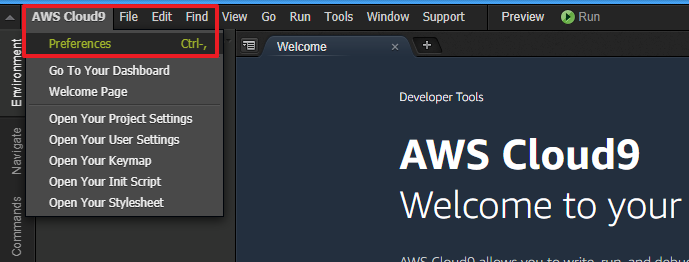 AWS Cloud9 File Edit Find View Go Run Tools Window Support Preview Run
Preferences Ctrl-,
Go To Your Dashboard
Welcome Page
Open Your Project Settings
Open Your User Settings
Open Your Keymap
Open Your Init Script
Open Your Stylesheet
Environment
Navigate
Commands
Welcome
Developer Tools
AWS Cloud9
Welcome to your
AWS Cloud9 allows you to write, run, and debug